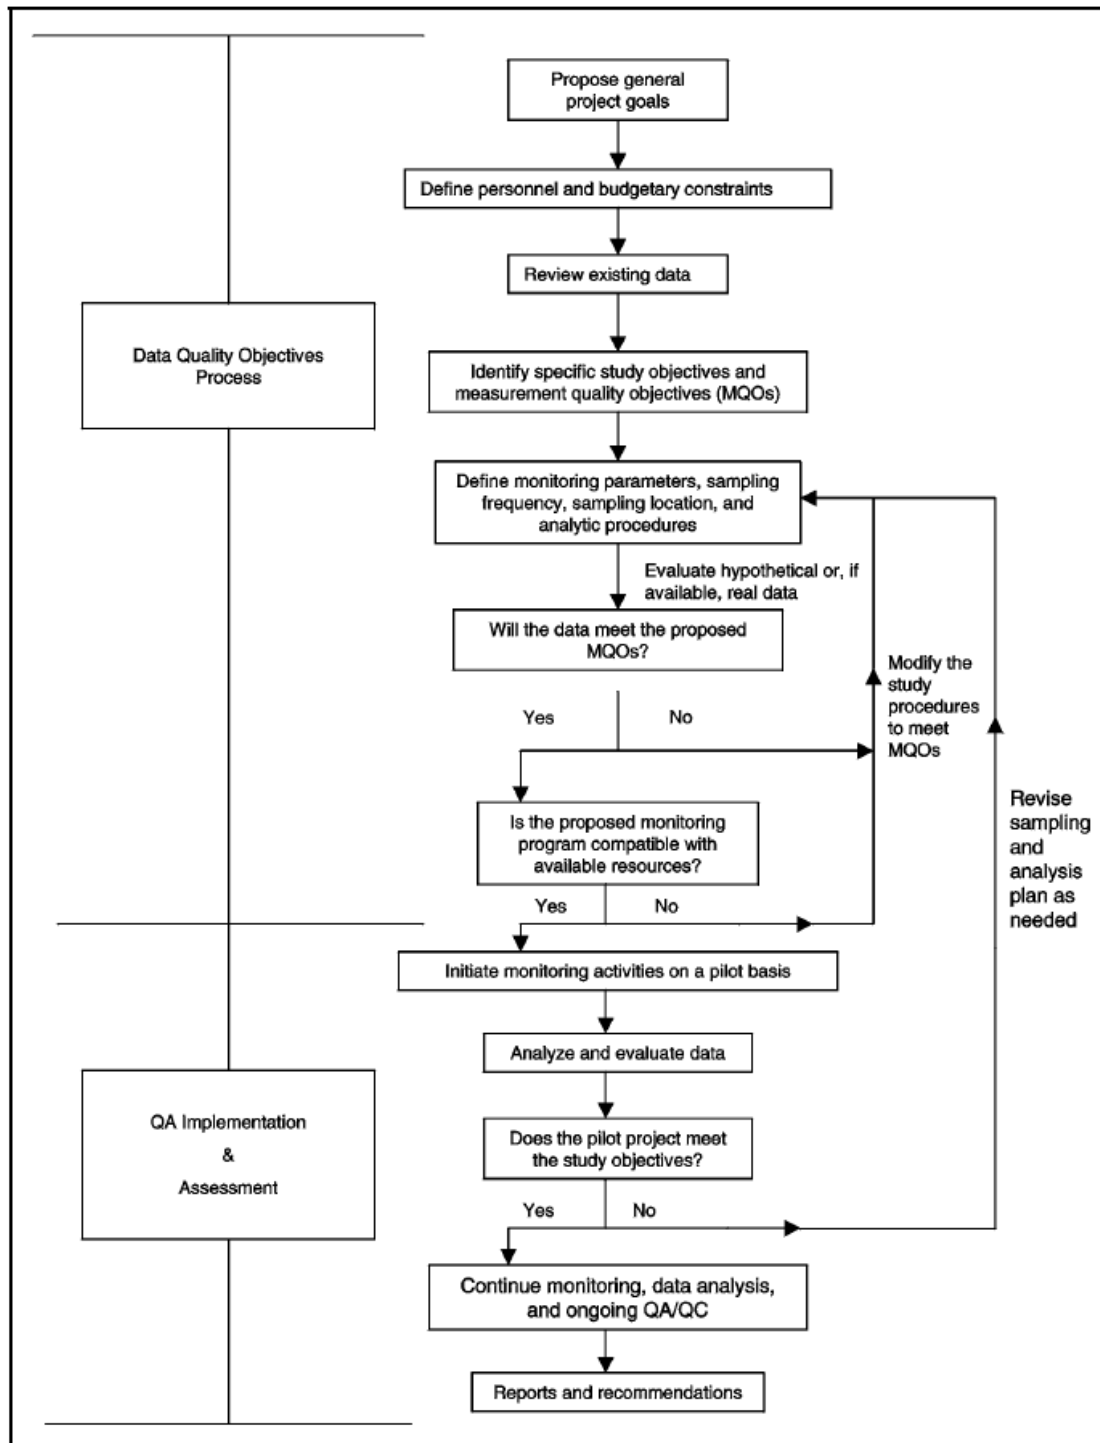 Propose general
project goals
Define personnel and budgetary constraints
Review existing data
Data Quality Objectives
Process
Identify specific study objectives and
measurement quality objectives (MQOs)
Define monitoring parameters, sampling
frequency, sampling location, and
analytic procedures
Evaluate hypothetical or, if
available, real data
Will the data meet the proposed
MQOs?
Modify the
study
procedures
to meet
MQOs
Yes
No
Revise
sampling
and
analysis
plan as
needed
Is the proposed monitoring
program compatible with
available resources?
Yes
No
Initiate monitoring activities on a pilot basis
Analyze and evaluate data
QA Implementation
&
Assessment
Does the pilot project meet
the study objectives?
Yes
No
Continue monitoring, data analysis,
and ongoing QA/QC
Reports and recommendations